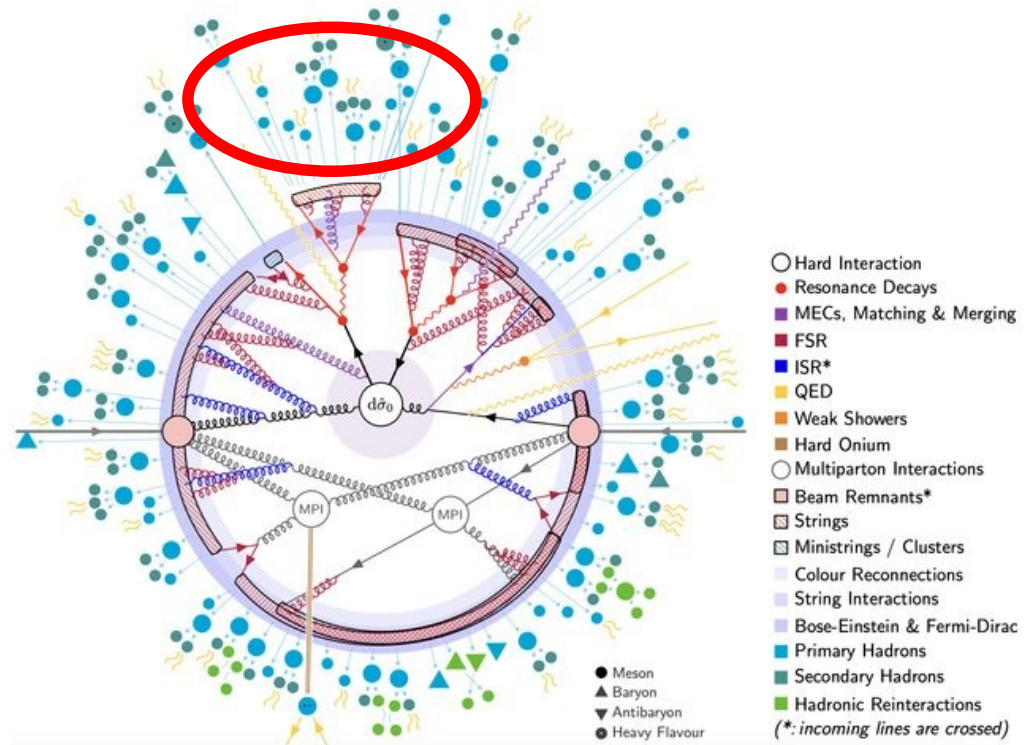 dσ̂₀
MPI
MPI
Hard Interaction
Resonance Decays
MECs, Matching & Merging
FSR
ISR*
QED
Weak Showers
Hard Onium
Multiparton Interactions
Beam Remnants*
Strings
Ministrings / Clusters
Colour Reconnections
String Interactions
Bose-Einstein & Fermi-Dirac
Primary Hadrons
Secondary Hadrons
Hadronic Reinteractions
(*: incoming lines are crossed)
Meson
Baryon
Antibaryon
Heavy Flavour